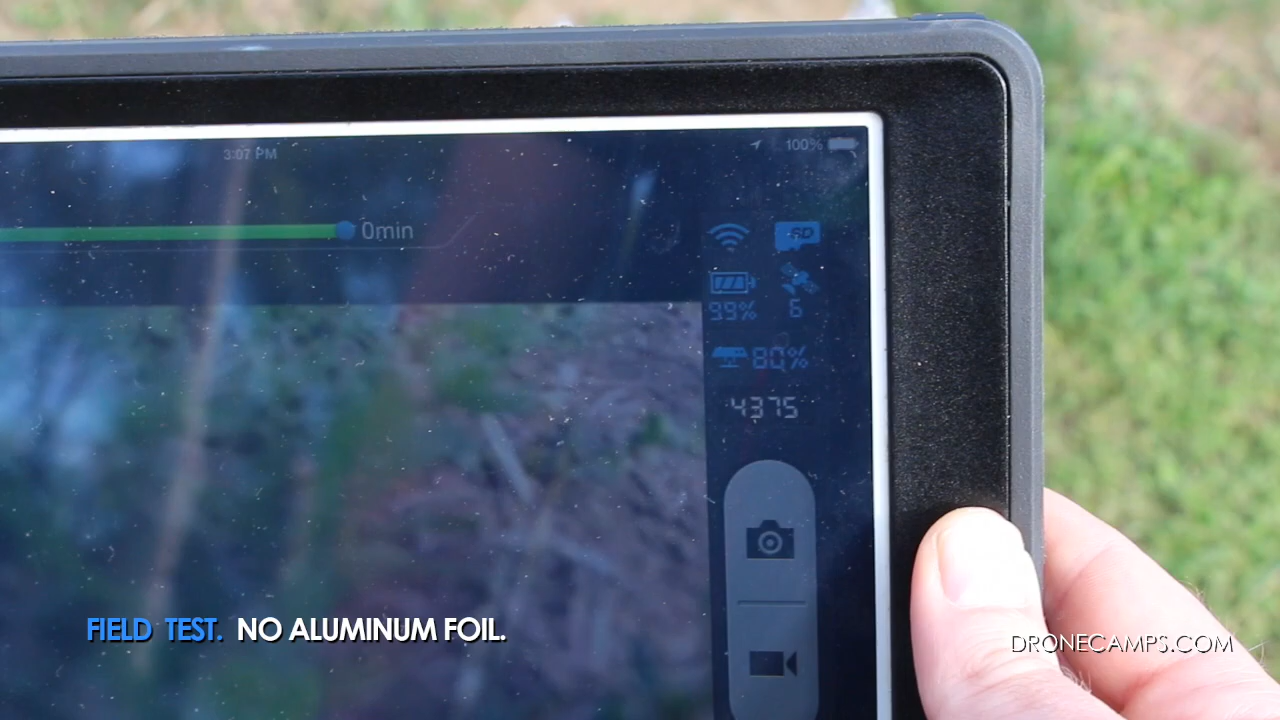 3:07 PM
100%
0min
SD
99%
6
80%
4375
FIELD TEST. NO ALUMINUM FOIL.
DRONECAMPS.COM